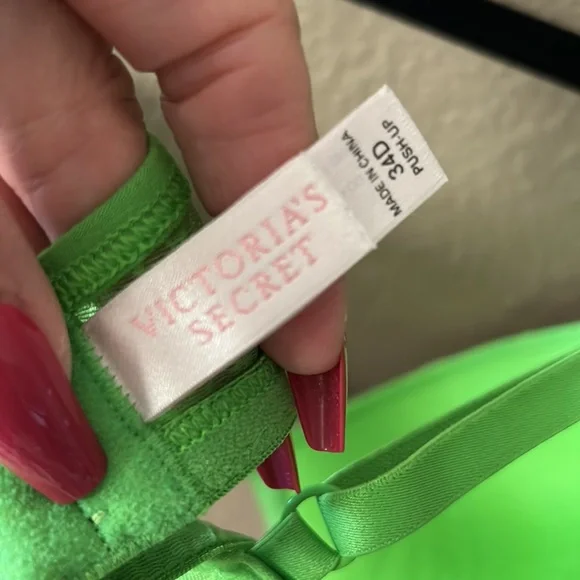 VICTORIA'S
SECRET
MADE IN CHINA
34D
PUSH-UP